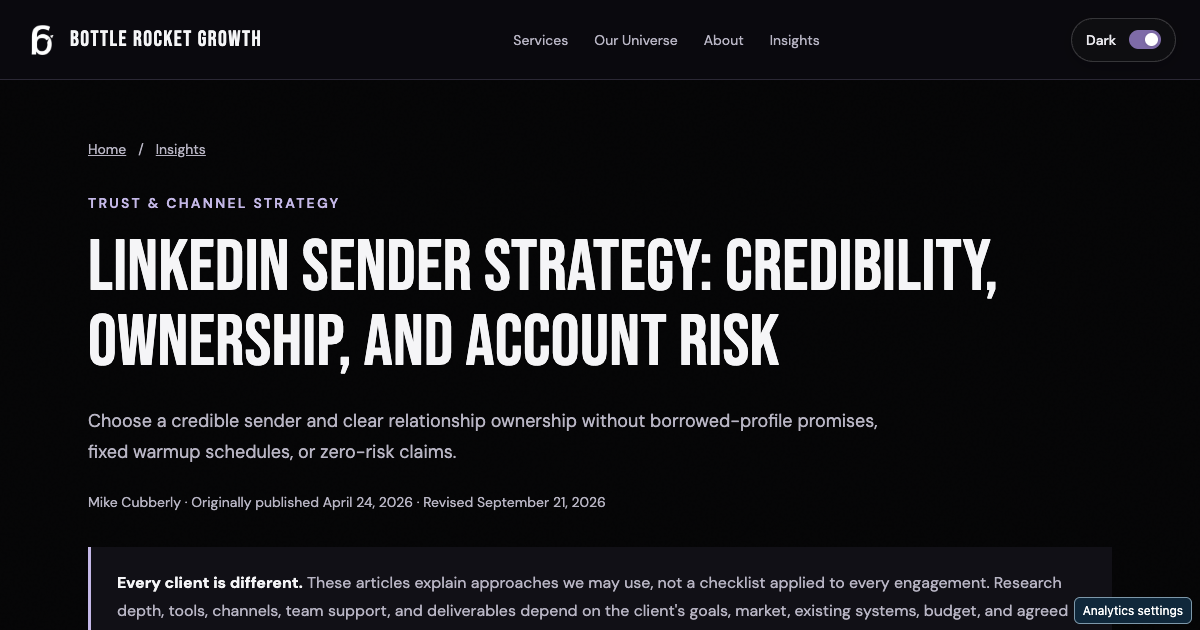 BOTTLE ROCKET GROWTH
Services
Our Universe
About
Insights
Dark
Home / Insights
TRUST & CHANNEL STRATEGY
LINKEDIN SENDER STRATEGY: CREDIBILITY,
OWNERSHIP, AND ACCOUNT RISK
Choose a credible sender and clear relationship ownership without borrowed-profile promises,
fixed warmup schedules, or zero-risk claims.
Mike Cubberly · Originally published April 24, 2026 · Revised September 21, 2026
Every client is different. These articles explain approaches we may use, not a checklist applied to every engagement. Research
depth, tools, channels, team support, and deliverables depend on the client's goals, market, existing systems, budget, and agreed
Analytics settings